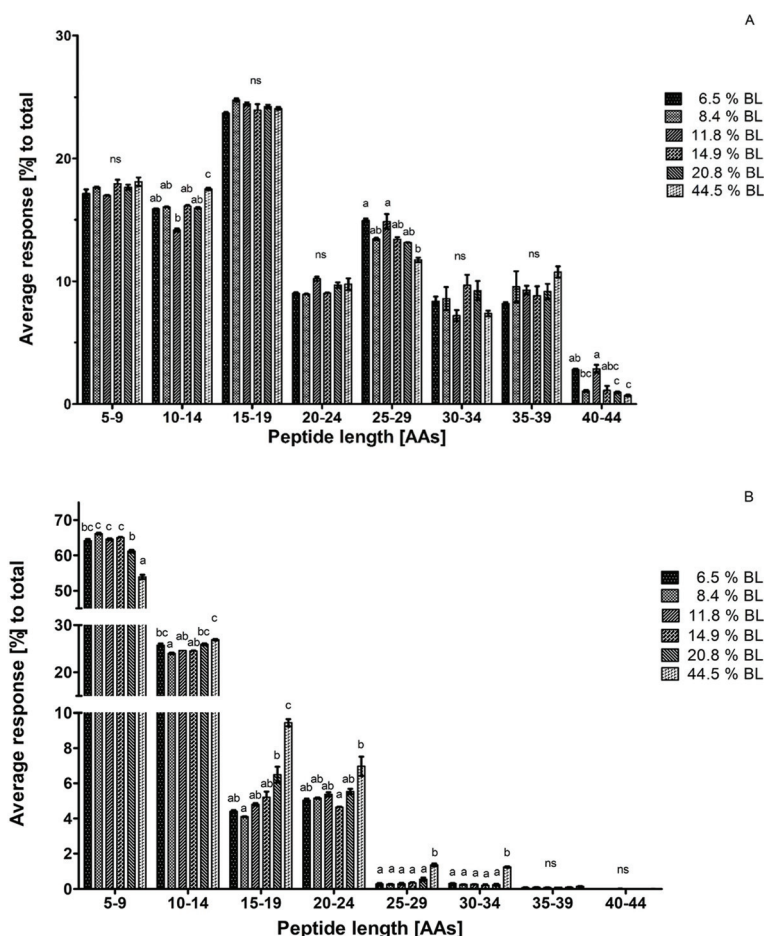 A
30
20
10
0
Average response [%] to total
ns
ab
ab
b
ab
ab
c
ns
ns
a
ab
a
ab
ab
b
ns
ns
ab
bc
a
abc
c
c
5-9 10-14 15-19 20-24 25-29 30-34 35-39 40-44
Peptide length [AAs]
6.5 % BL
8.4 % BL
11.8 % BL
14.9 % BL
20.8 % BL
44.5 % BL
B
70
60
50
30
20
10
8
6
4
2
0
Average response [%] to total
bc c c c b a
bc a ab ab bc c
ab a ab ab b c
ab ab ab a ab b
a a a a a b
a a a a a b
ns
ns
5-9 10-14 15-19 20-24 25-29 30-34 35-39 40-44
Peptide length [AAs]
6.5 % BL
8.4 % BL
11.8 % BL
14.9 % BL
20.8 % BL
44.5 % BL